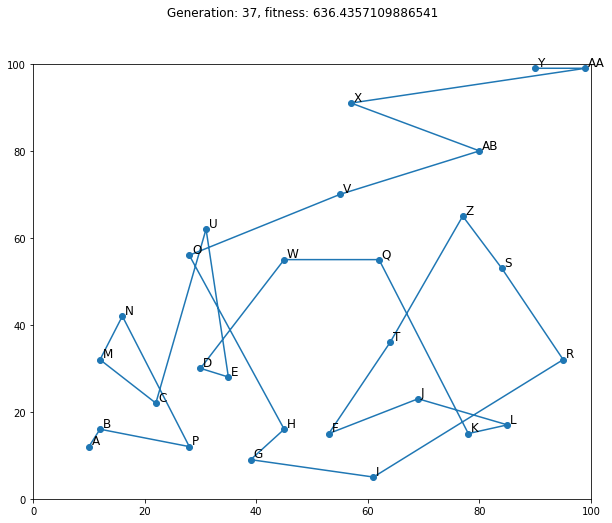 Generation: 37, fitness: 636.4357109886541
Y
AA
100
X
AB
80
V
Z
U
60
O
W
Q
S
N
40
T
M
R
D
E
J
C
20
B
H
L
F
K
A
P
G
I
0
0 20 40 60 80 100